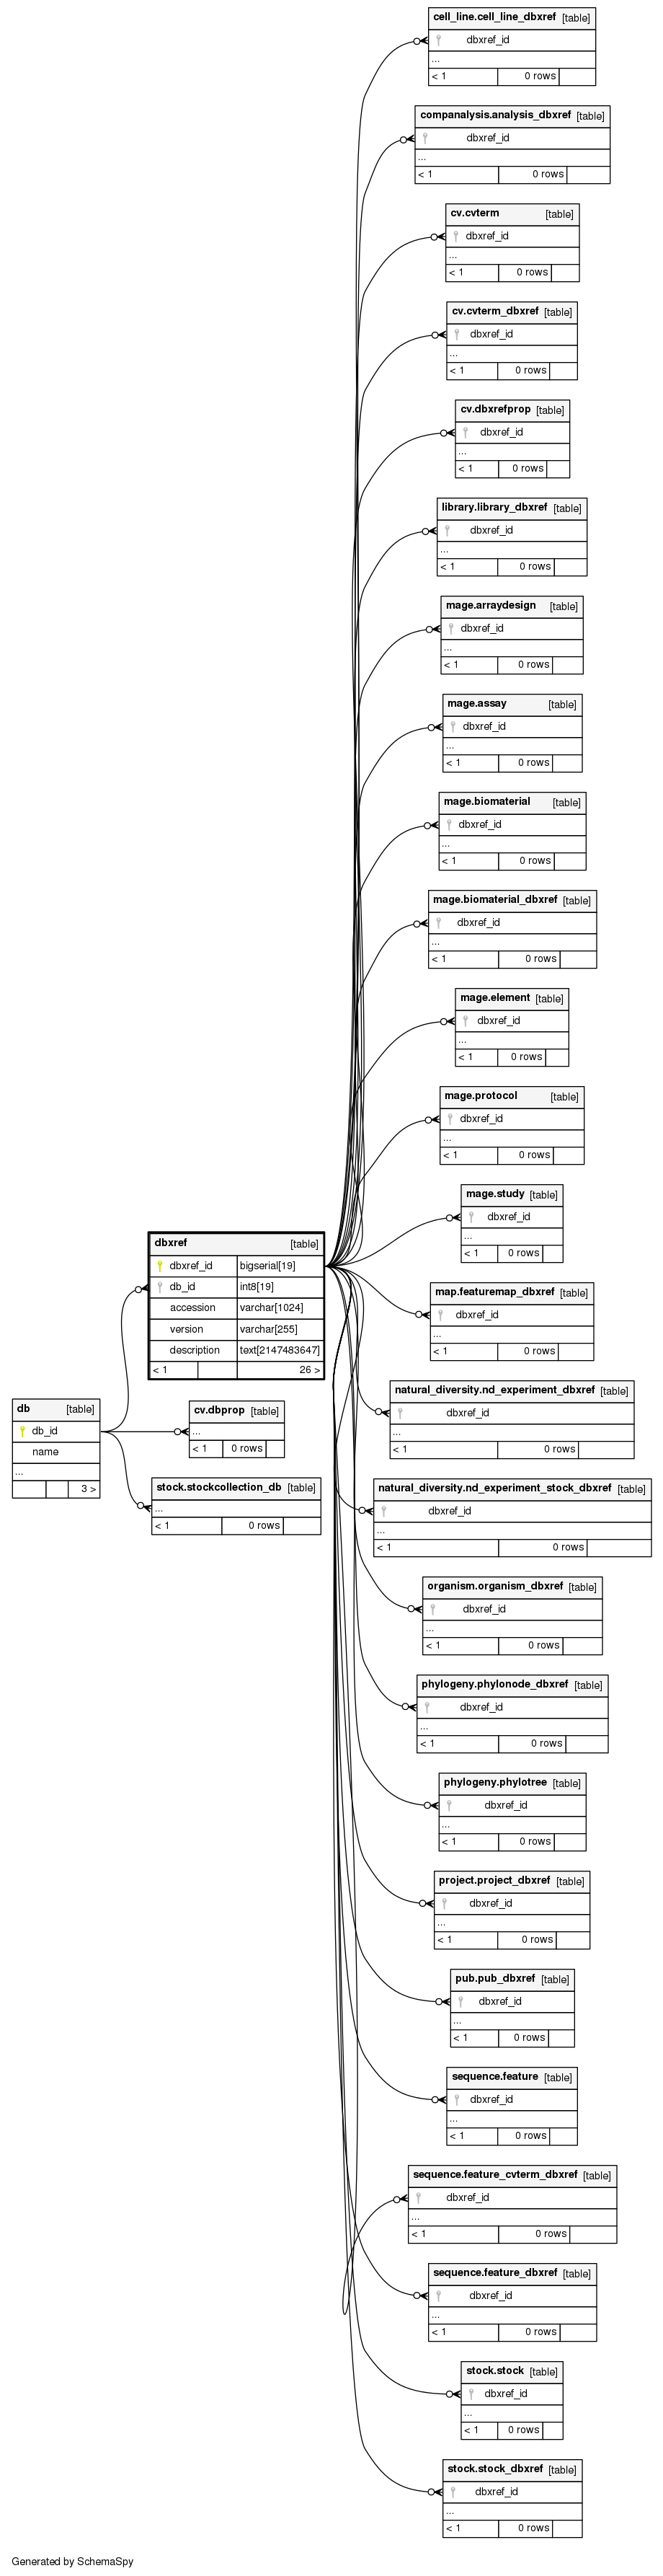 cell_line.cell_line_dbxref [table]
dbxref_id
...
< 1 0 rows
companalysis.analysis_dbxref [table]
dbxref_id
...
< 1 0 rows
cv.cvterm [table]
dbxref_id
...
< 1 0 rows
cv.cvterm_dbxref [table]
dbxref_id
...
< 1 0 rows
cv.dbxrefprop [table]
dbxref_id
...
< 1 0 rows
library.library_dbxref [table]
dbxref_id
...
< 1 0 rows
mage.arraydesign [table]
dbxref_id
...
< 1 0 rows
mage.assay [table]
dbxref_id
...
< 1 0 rows
mage.biomaterial [table]
dbxref_id
...
< 1 0 rows
mage.biomaterial_dbxref [table]
dbxref_id
...
< 1 0 rows
mage.element [table]
dbxref_id
...
< 1 0 rows
mage.protocol [table]
dbxref_id
...
< 1 0 rows
mage.study [table]
dbxref_id
...
< 1 0 rows
dbxref [table]
dbxref_id bigserial[19]
db_id int8[19]
accession varchar[1024]
version varchar[255]
description text[2147483647]
< 1 26 >
map.featuremap_dbxref [table]
dbxref_id
...
< 1 0 rows
db [table]
db_id
name
...
3 >
cv.dbprop [table]
...
< 1 0 rows
stock.stockcollection_db [table]
...
< 1 0 rows
natural_diversity.nd_experiment_dbxref [table]
dbxref_id
...
< 1 0 rows
natural_diversity.nd_experiment_stock_dbxref [table]
dbxref_id
...
< 1 0 rows
organism.organism_dbxref [table]
dbxref_id
...
< 1 0 rows
phylogeny.phylonode_dbxref [table]
dbxref_id
...
< 1 0 rows
phylogeny.phylotree [table]
dbxref_id
...
< 1 0 rows
project.project_dbxref [table]
dbxref_id
...
< 1 0 rows
pub.pub_dbxref [table]
dbxref_id
...
< 1 0 rows
sequence.feature [table]
dbxref_id
...
< 1 0 rows
sequence.feature_cvterm_dbxref [table]
dbxref_id
...
< 1 0 rows
sequence.feature_dbxref [table]
dbxref_id
...
< 1 0 rows
stock.stock [table]
dbxref_id
...
< 1 0 rows
stock.stock_dbxref [table]
dbxref_id
...
< 1 0 rows
Generated by SchemaSpy